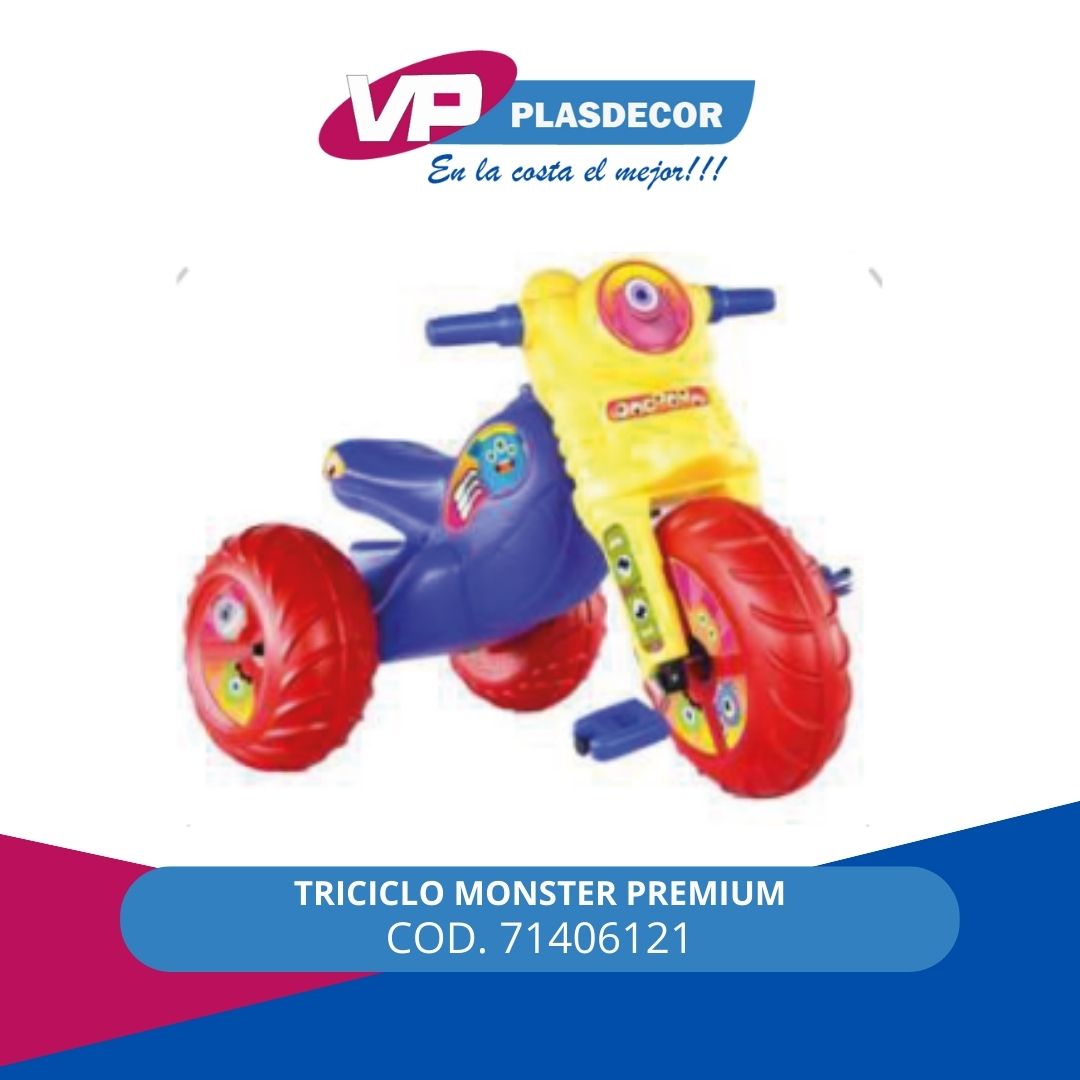 VP PLASDECOR
En la costa el mejor!!!
TRICICLO MONSTER PREMIUM
COD. 71406121